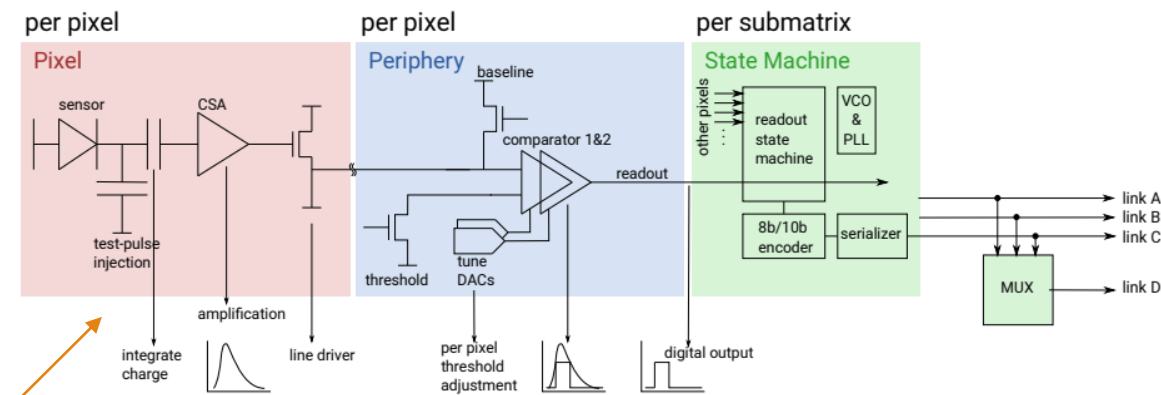 per pixel
per pixel
per submatrix
Pixel
Periphery
State Machine
sensor
CSA
test-pulse
injection
amplification
integrate
charge
line driver
baseline
comparator 1&2
readout
threshold
tune
DACs
per pixel
threshold
adjustment
digital output
other pixels
...
readout
state
machine
VCO
&
PLL
8b/10b
encoder
serializer
link A
link B
link C
MUX
link D